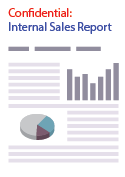 Confidential:
Internal Sales Report